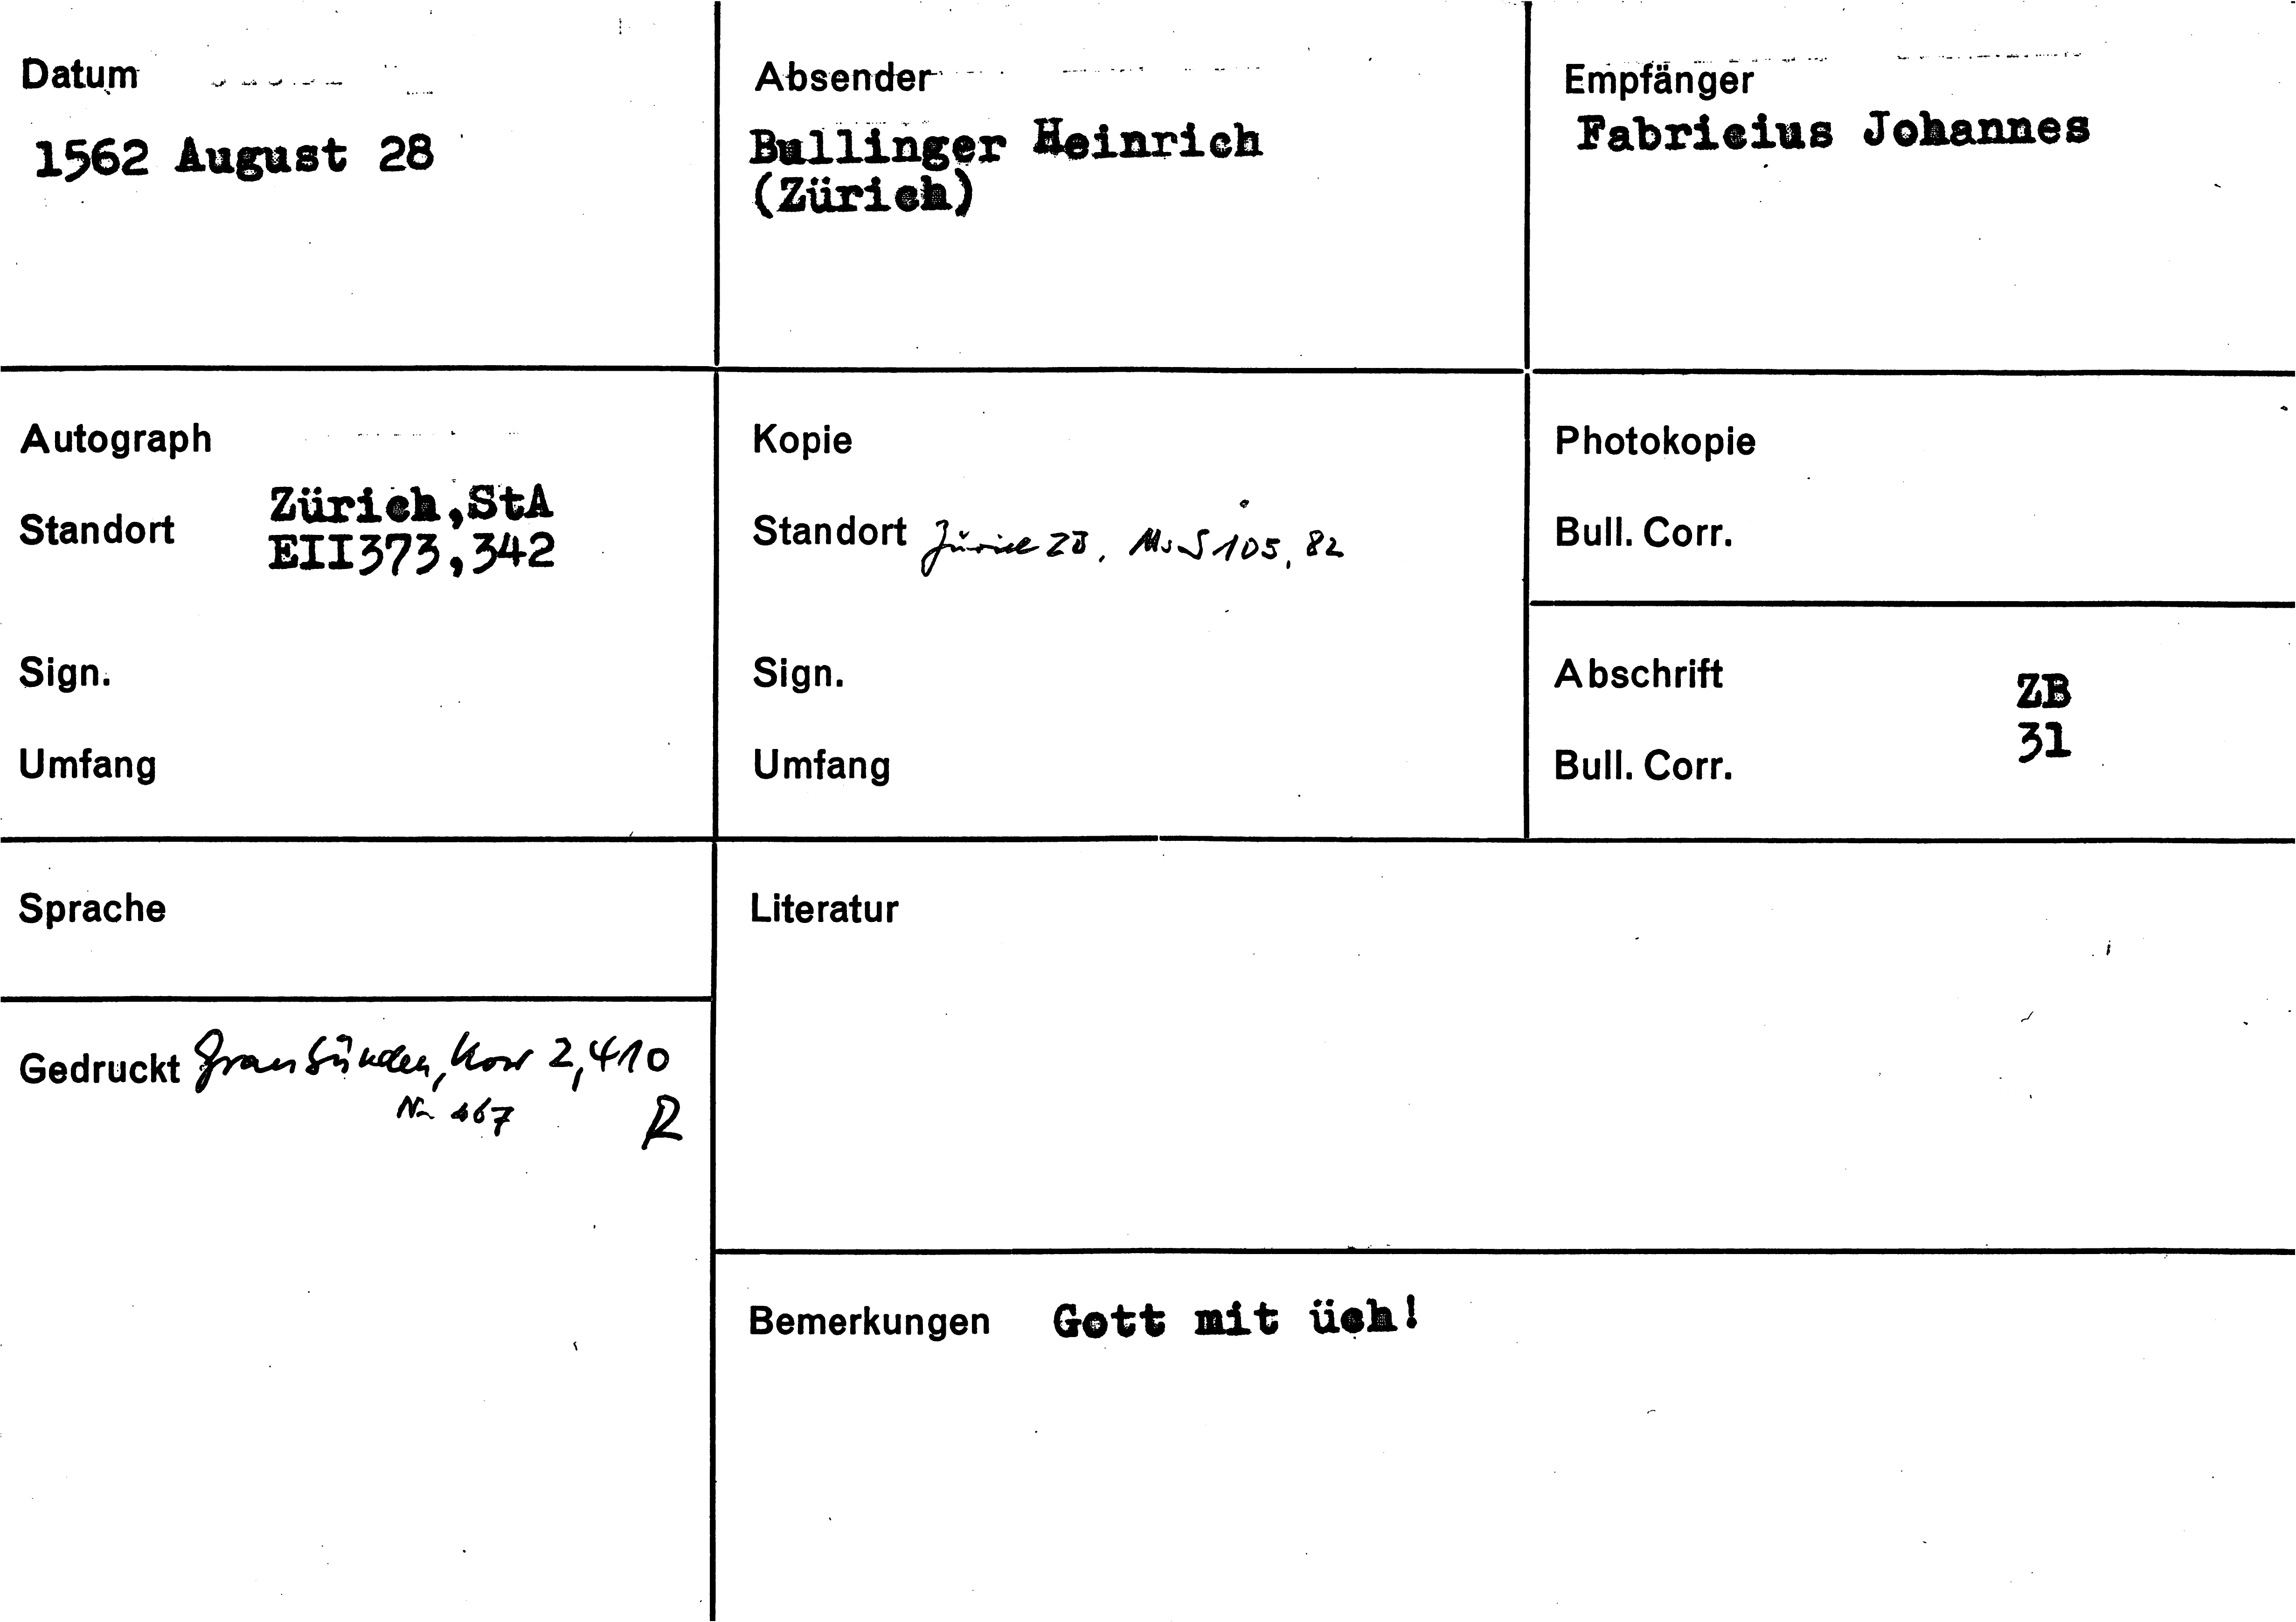 Datum
1562 August 28
Absender
Bullinger Heinrich
(Zürich)
Empfänger
Fabricius Johannes
Autograph
Standort Zürich, StA
EII373,342
Sign.
Umfang
Kopie
Standort Zürich ZB, Ms S 105, 82
Sign.
Umfang
Photokopie
Bull. Corr.
Abschrift ZB
31
Bull. Corr.
Sprache
Gedruckt Graubünden, Korr 2,410
Nr 467
R
Literatur
Bemerkungen Gott mit üch!